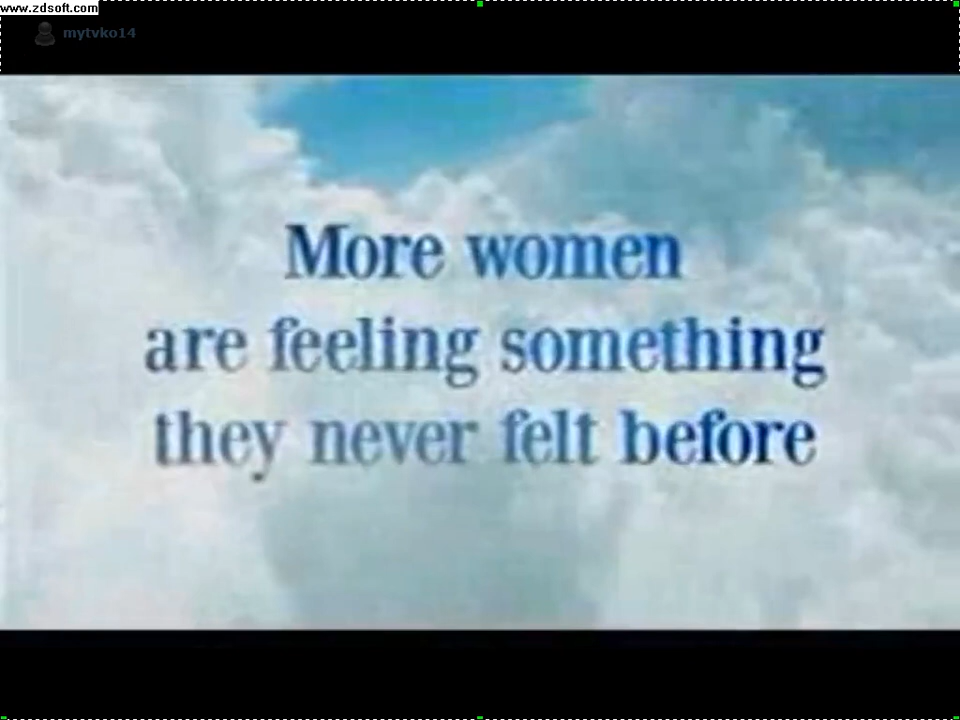 www.zdsoft.com
mytvko14
More women
are feeling something
they never felt before